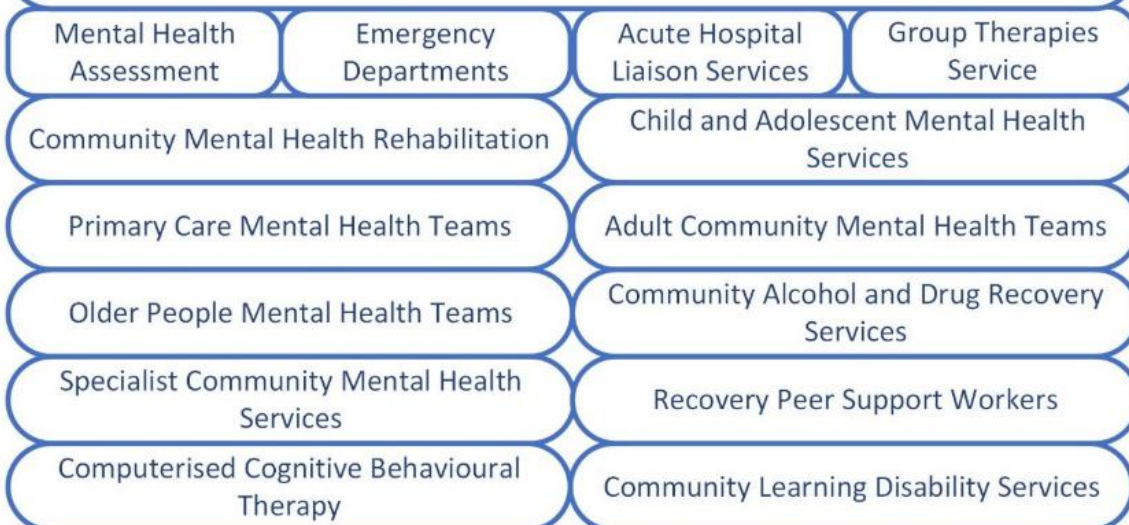 Mental Health
Assessment
Emergency
Departments
Acute Hospital
Liaison Services
Group Therapies
Service
Community Mental Health Rehabilitation
Child and Adolescent Mental Health
Services
Primary Care Mental Health Teams
Adult Community Mental Health Teams
Older People Mental Health Teams
Community Alcohol and Drug Recovery
Services
Specialist Community Mental Health
Services
Recovery Peer Support Workers
Computerised Cognitive Behavioural
Therapy
Community Learning Disability Services